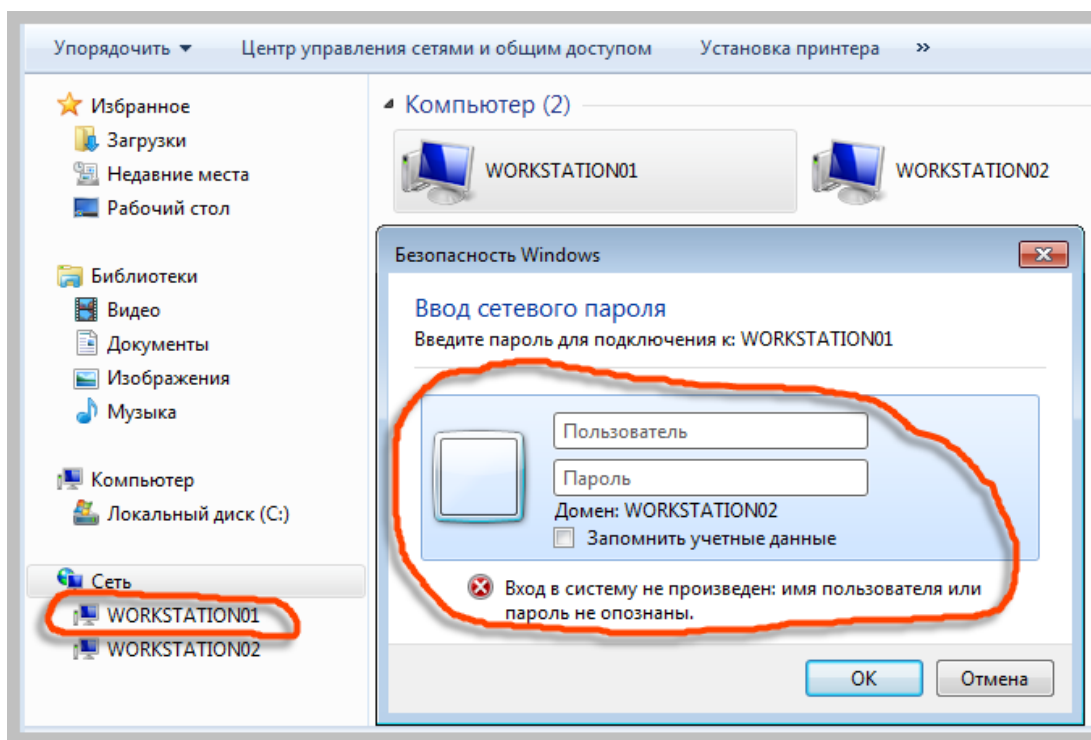 Упорядочить ▼ Центр управления сетями и общим доступом Установка принтера »
Избранное
Загрузки
Недавние места
Рабочий стол
Библиотеки
Видео
Документы
Изображения
Музыка
Компьютер
Локальный диск (C:)
Сеть
WORKSTATION01
WORKSTATION02
Компьютер (2)
WORKSTATION01 WORKSTATION02
Безопасность Windows
Ввод сетевого пароля
Введите пароль для подключения к: WORKSTATION01
Пользователь
Пароль
Домен: WORKSTATION02
Запомнить учетные данные
Вход в систему не произведен: имя пользователя или
пароль не опознаны.
OK Отмена